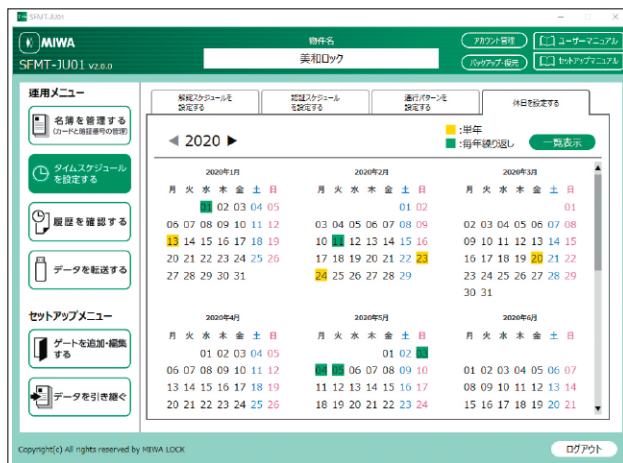 SFMT-JU01
MIWA
SFMT-JU01 v2.0.0
物件名
美和ロック
アカウント管理
ユーザーマニュアル
バックアップ・復元
セットアップマニュアル
運用メニュー
名簿を管理する
(カードと暗証番号の管理)
タイムスケジュール
を設定する
履歴を確認する
データを転送する
セットアップメニュー
ゲートを追加・編集
する
データを引き継ぐ
解錠スケジュールを
設定する
認証スケジュール
を設定する
通行パターンを
設定する
休日を設定する
◀ 2020 ▶
:単年
:毎年繰り返し
一覧表示
2020年1月
月 火 水 木 金 土 日
01 02 03 04 05
06 07 08 09 10 11 12
13 14 15 16 17 18 19
20 21 22 23 24 25 26
27 28 29 30 31
2020年2月
月 火 水 木 金 土 日
01 02
03 04 05 06 07 08 09
10 11 12 13 14 15 16
17 18 19 20 21 22 23
24 25 26 27 28 29
2020年3月
月 火 水 木 金 土 日
01
02 03 04 05 06 07 08
09 10 11 12 13 14 15
16 17 18 19 20 21 22
23 24 25 26 27 28 29
30 31
2020年4月
月 火 水 木 金 土 日
01 02 03 04 05
06 07 08 09 10 11 12
13 14 15 16 17 18 19
20 21 22 23 24 25 26
2020年5月
月 火 水 木 金 土 日
01 02 03
04 05 06 07 08 09 10
11 12 13 14 15 16 17
18 19 20 21 22 23 24
2020年6月
月 火 水 木 金 土 日
01 02 03 04 05 06 07
08 09 10 11 12 13 14
15 16 17 18 19 20 21
Copyright(c) All rights reserved by MIWA LOCK
ログアウト